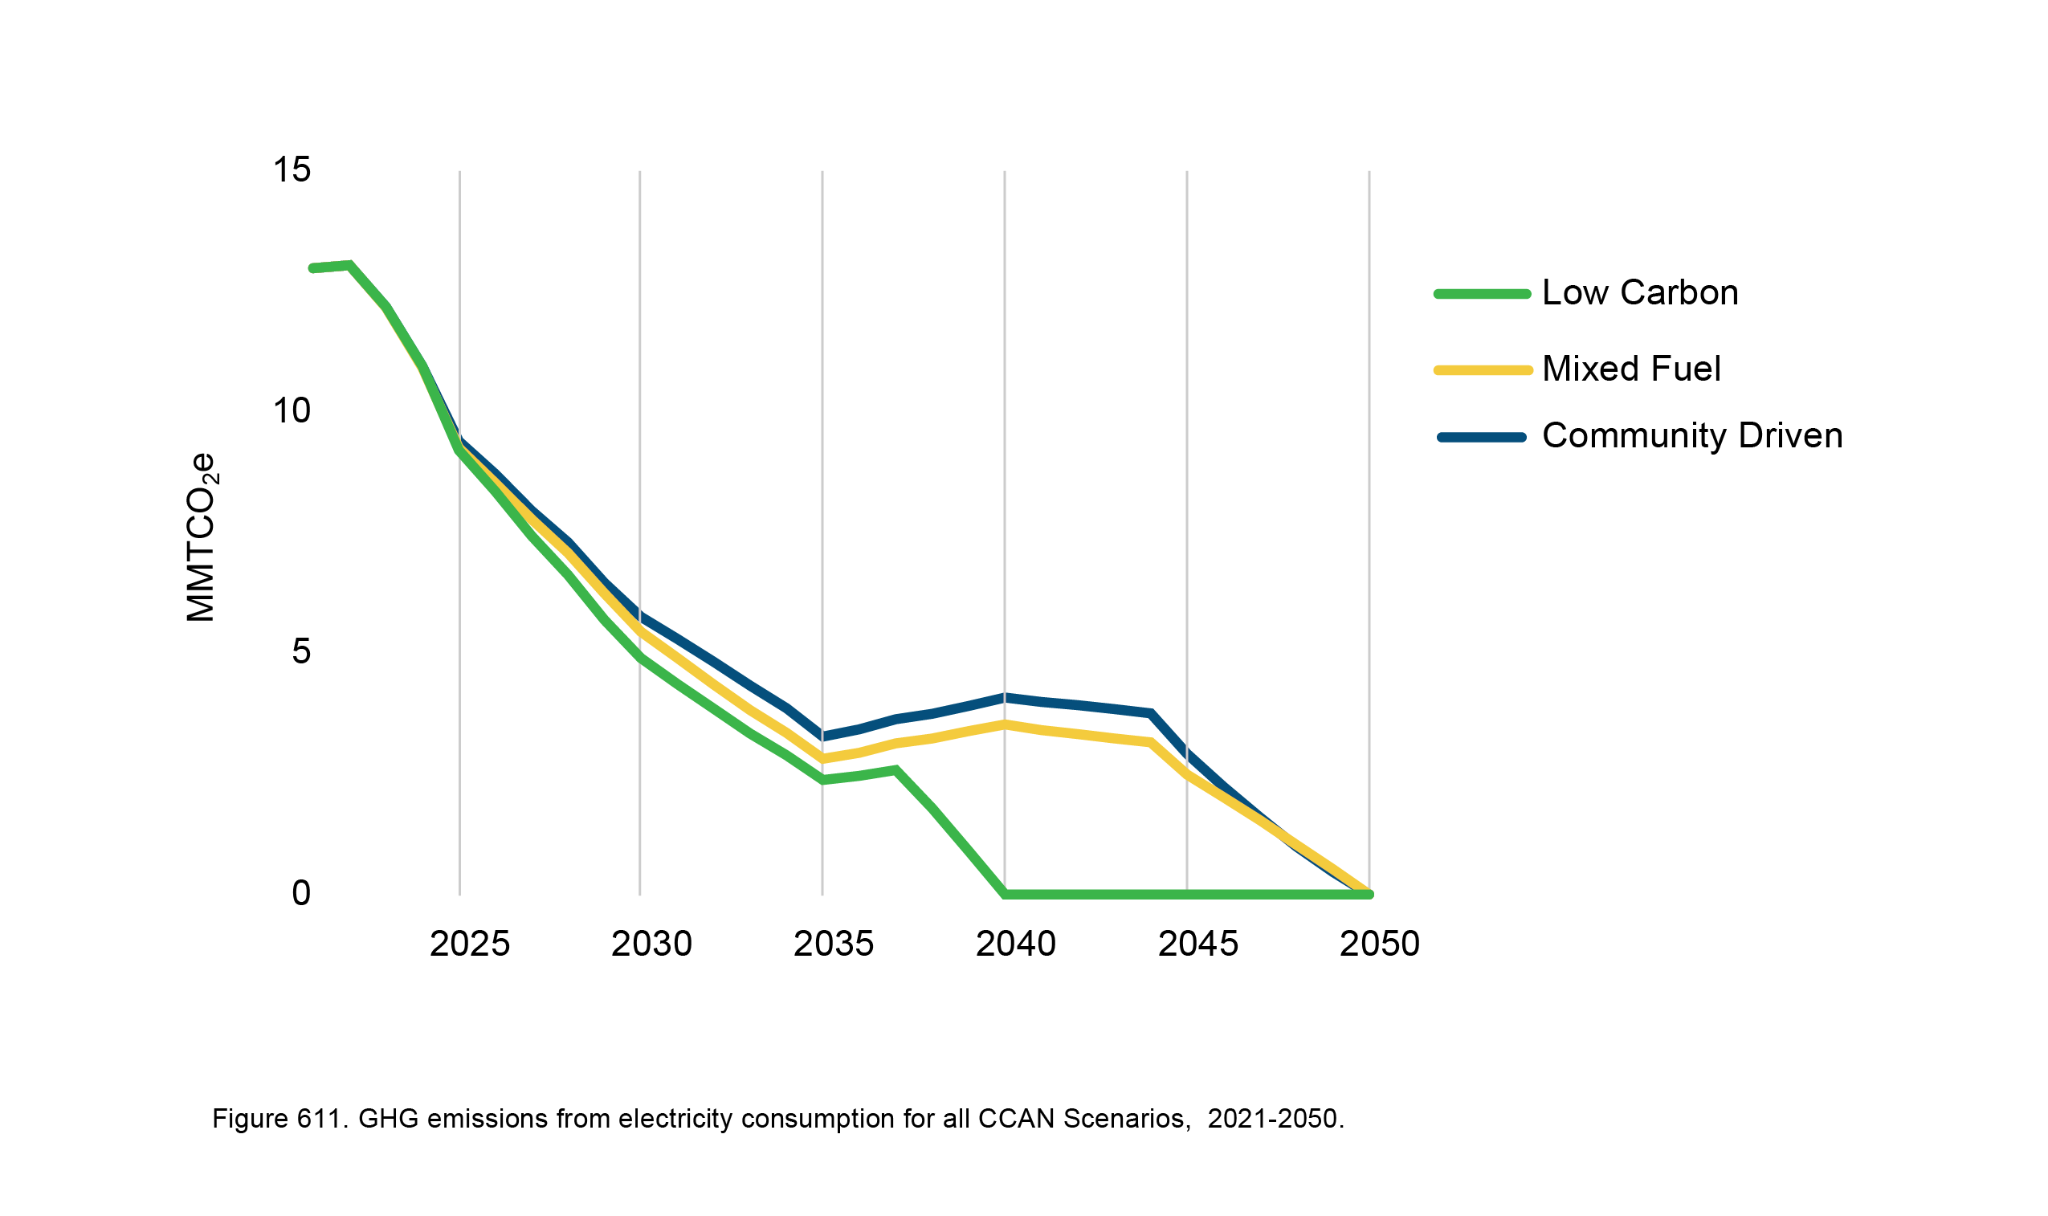 15
10
5
0
MMTCO₂e
2025 2030 2035 2040 2045 2050
Low Carbon
Mixed Fuel
Community Driven
Figure 611. GHG emissions from electricity consumption for all CCAN Scenarios,  2021-2050.